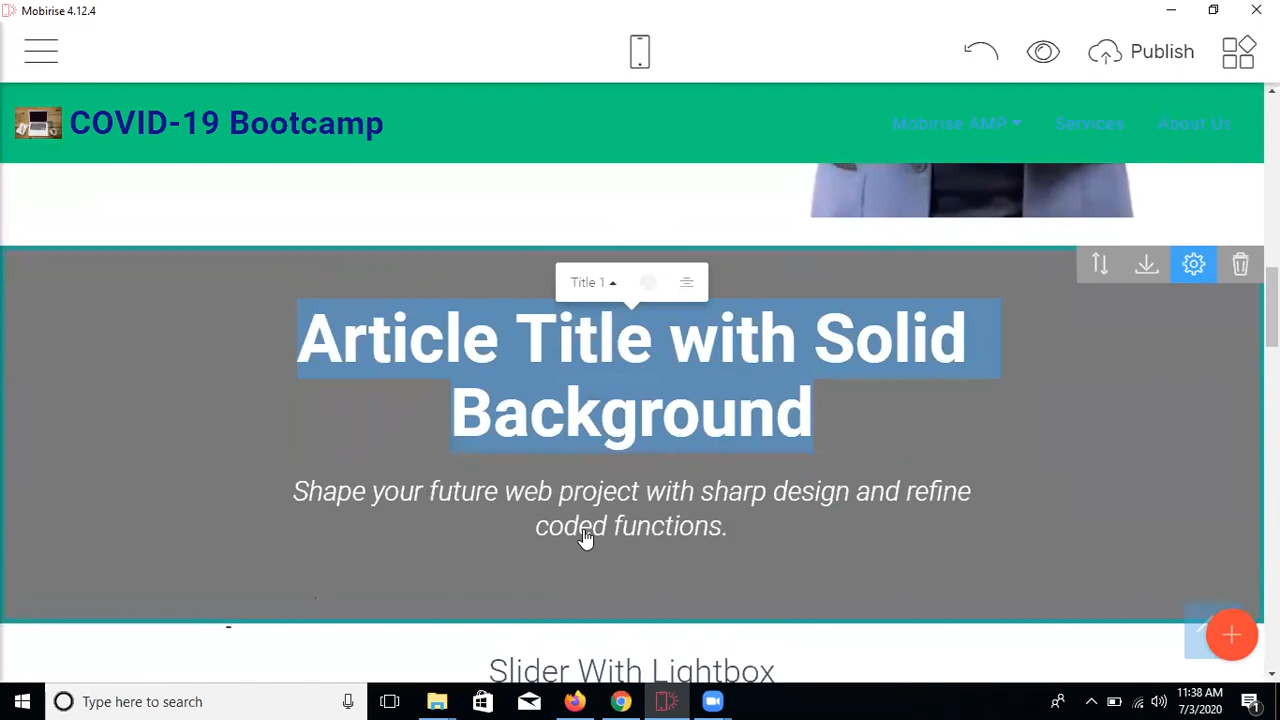 Mobirise 4.12.4
Publish
COVID-19 Bootcamp
Mobirise AMP
Services
About Us
Title 1
Article Title with Solid
Background
Shape your future web project with sharp design and refine
coded functions.
Slider With Lightbox
Type here to search
11:38 AM
7/3/2020
1